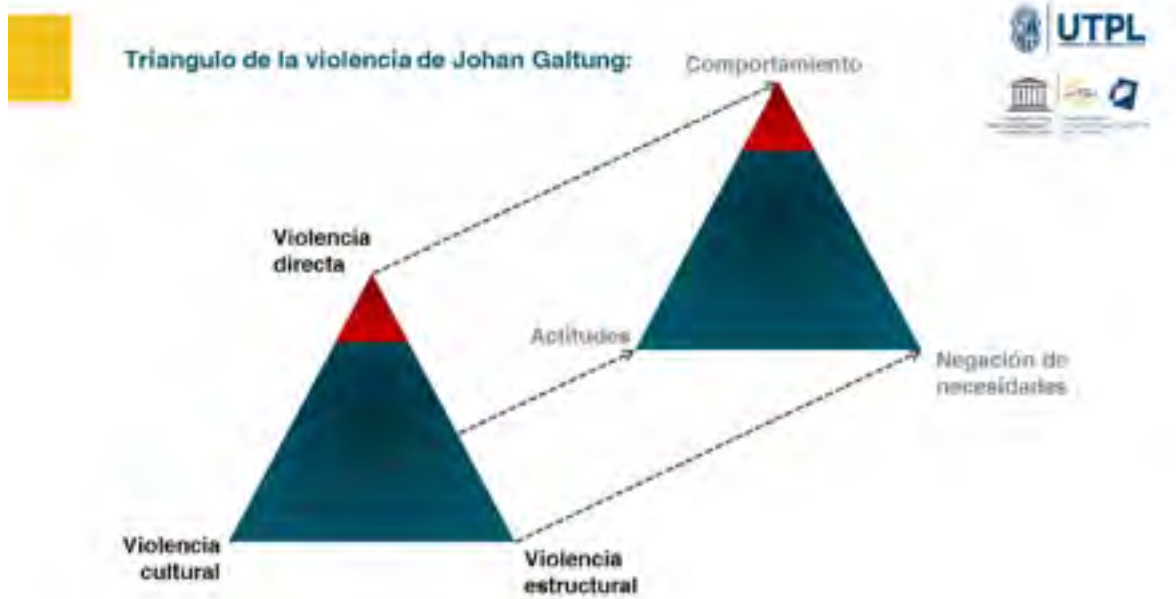 UTPL
Triangulo de la violencia de Johan Galtung:
Comportamiento
Violencia
directa
Actitudes
Negación de
necesidades
Violencia
cultural
Violencia
estructural